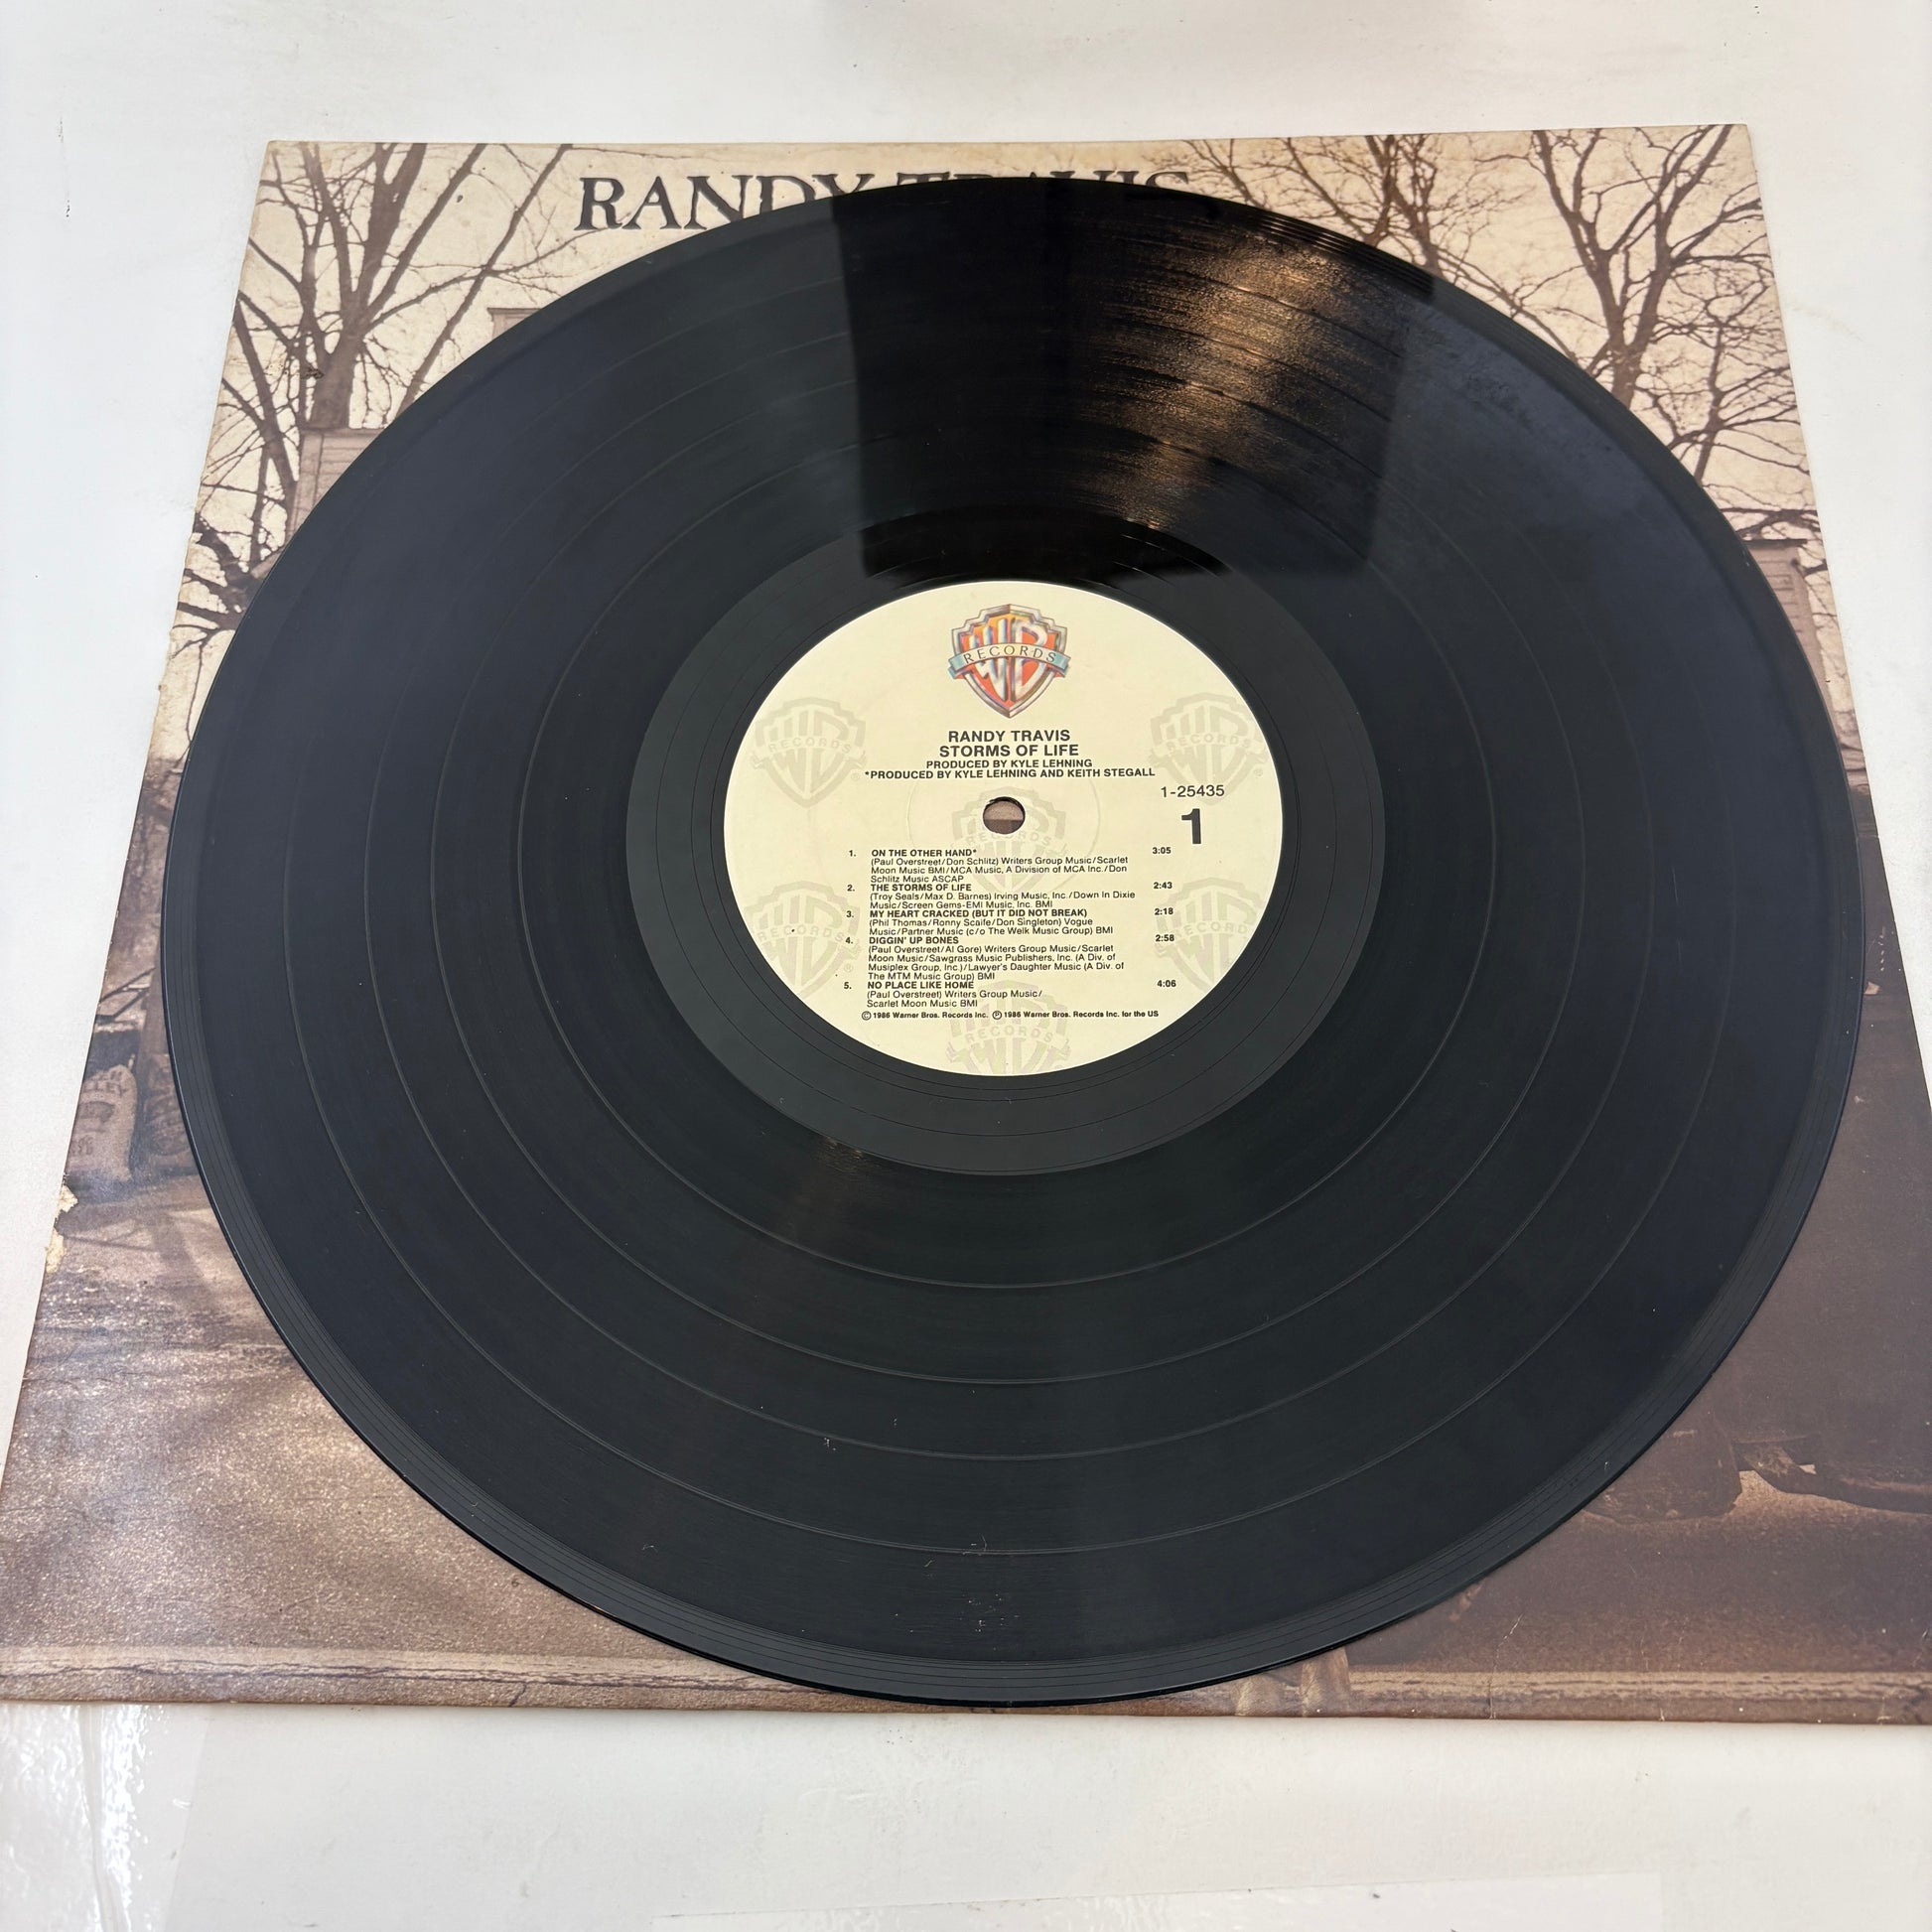 RANDY TRAVIS
WB
RECORDS
RANDY TRAVIS
STORMS OF LIFE
PRODUCED BY KYLE LEHNING
*PRODUCED BY KYLE LEHNING AND KEITH STEGALL
1-25435
1
1. ON THE OTHER HAND* 3:05
(Paul Overstreet/Don Schlitz) Writers Group Music/Scarlet
Moon Music BMI/MCA Music, A Division of MCA Inc./Don
Schlitz Music ASCAP
2. THE STORMS OF LIFE 2:43
(Troy Seals/Max D. Barnes) Irving Music, Inc./Down In Dixie
Music/Screen Gems-EMI Music, Inc. BMI
3. MY HEART CRACKED (BUT IT DID NOT BREAK) 2:18
(Phil Thomas/Ronny Scaife/Don Singleton) Vogue
Music/Partner Music (c/o The Welk Music Group) BMI
4. DIGGIN' UP BONES 2:58
(Paul Overstreet/Al Gore) Writers Group Music/Scarlet
Moon Music/Sawgrass Music Publishers, Inc. (A Div. of
Musiplex Group, Inc.)/Lawyer's Daughter Music (A Div. of
The MTM Music Group) BMI
5. NO PLACE LIKE HOME 4:06
(Paul Overstreet) Writers Group Music/
Scarlet Moon Music BMI
© 1986 Warner Bros. Records Inc. ℗ 1986 Warner Bros. Records Inc. for the US